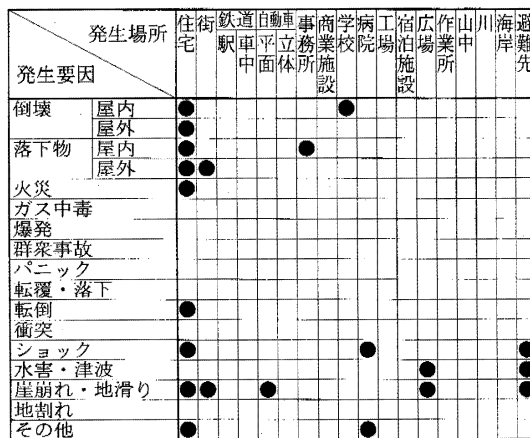 発生場所
発生要因
住宅 街 鉄道 自動車 事務所 商業施設 学校 病院 工場 宿泊施設 広場 作業所 山中 川 海岸 避難先
駅 車中 平面 立体
倒壊 屋内
屋外
落下物 屋内
屋外
火災
ガス中毒
爆発
群衆事故
パニック
転覆・落下
転倒
衝突
ショック
水害・津波
崖崩れ・地滑り
地割れ
その他